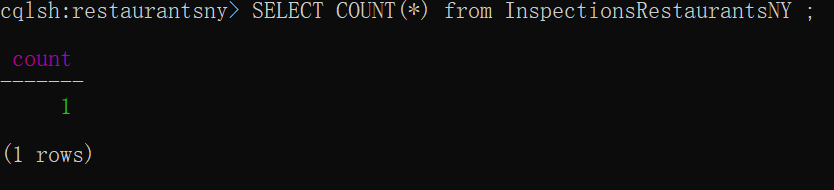 cqlsh:restaurantsny> SELECT COUNT(*) from InspectionsRestaurantsNY ;
count
-------
1
(1 rows)